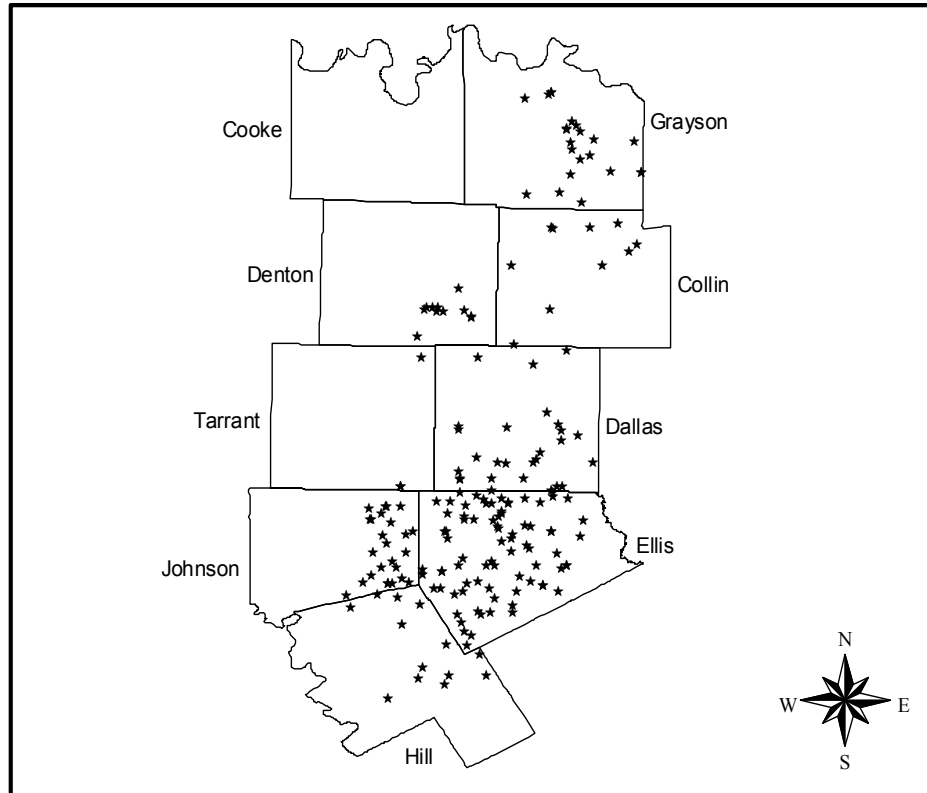 Cooke
Grayson
Denton
Collin
Tarrant
Dallas
Johnson
Ellis
Hill
N
W
E
S